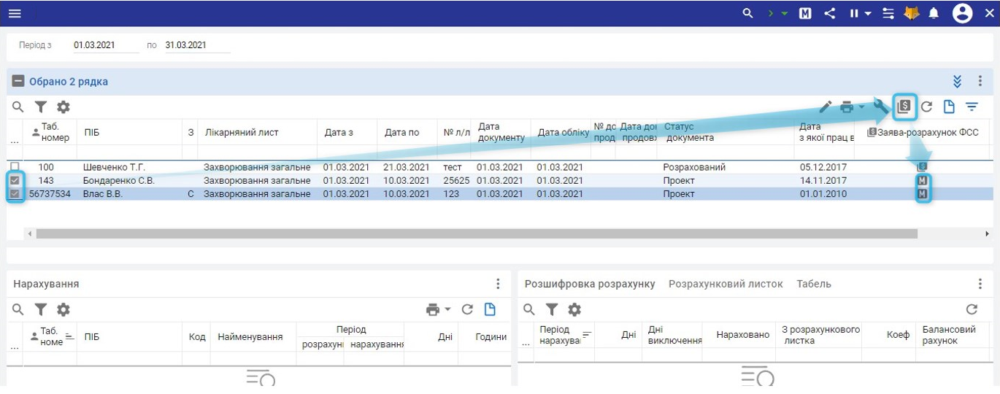 Період з 01.03.2021 по 31.03.2021
Обрано 2 рядка
... Таб. номер ПІБ З Лікарняний лист Дата з Дата по № л/л Дата документу Дата обліку № дс прод Дата дог продовж Статус документа Дата з якої прац в Заява-розрахунок ФСС
100 Шевченко Т.Г. Захворювання загальне 01.03.2021 21.03.2021 тест 01.03.2021 01.03.2021 Розрахований 05.12.2017
143 Бондаренко С.В. Захворювання загальне 01.03.2021 10.03.2021 25625 01.03.2021 01.03.2021 Проект 14.11.2017 M
56737534 Влас В.В. С Захворювання загальне 01.03.2021 10.03.2021 123 01.03.2021 01.03.2021 Проект 01.01.2010 M
Нарахування
Розшифровка розрахунку Розрахунковий листок Табель
... Таб. номе ПІБ Код Найменування Період розрахунк нарахування Дні Години
... Період нарахува Дні Дні виключення Нараховано З розрахункового листка Коеф Балансовий рахунок